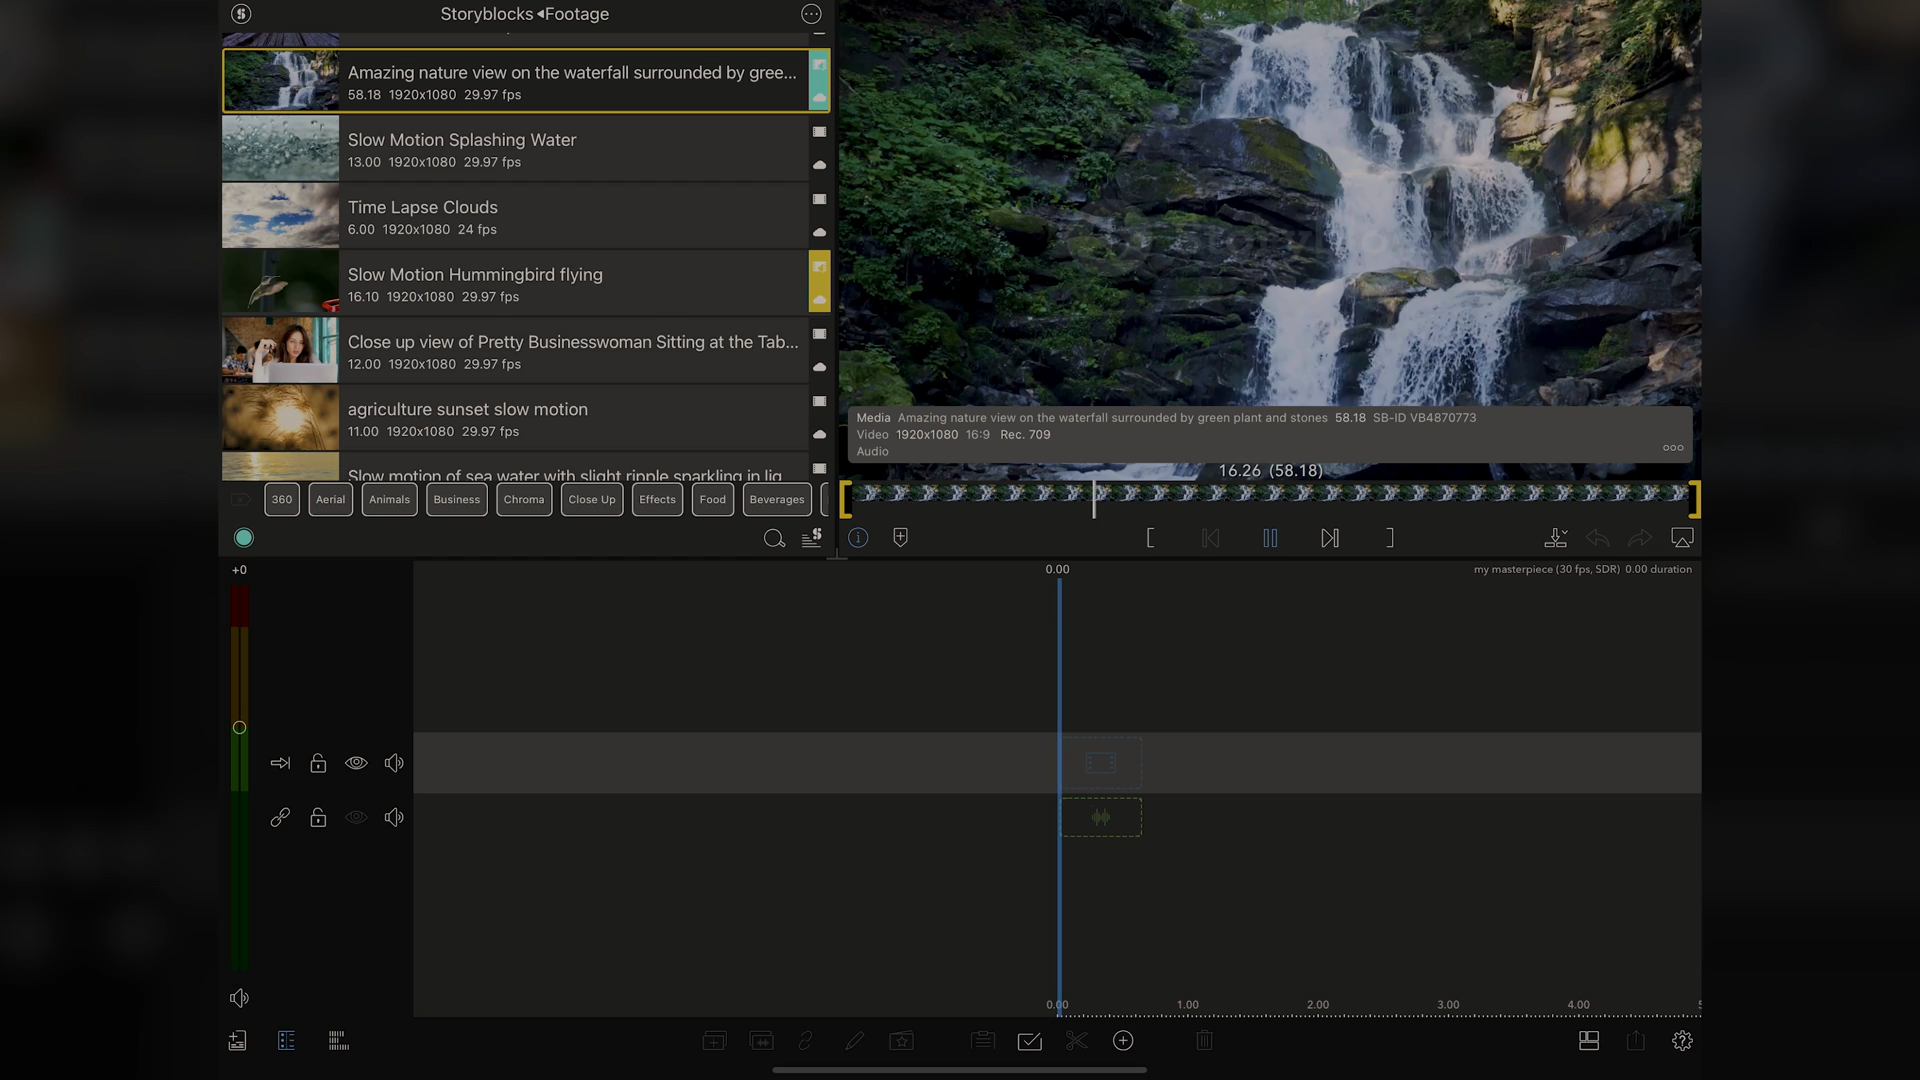 Storyblocks ◂Footage
Amazing nature view on the waterfall surrounded by gree...
58.18 1920x1080 29.97 fps
Slow Motion Splashing Water
13.00 1920x1080 29.97 fps
Time Lapse Clouds
6.00 1920x1080 24 fps
Slow Motion Hummingbird flying
16.10 1920x1080 29.97 fps
Close up view of Pretty Businesswoman Sitting at the Tab...
12.00 1920x1080 29.97 fps
agriculture sunset slow motion
11.00 1920x1080 29.97 fps
Slow motion of sea water with slight ripple sparkling in lig
360 Aerial Animals Business Chroma Close Up Effects Food Beverages
Media Amazing nature view on the waterfall surrounded by green plant and stones 58.18 SB-ID VB4870773
Video 1920x1080 16:9 Rec. 709
Audio
16.26 (58.18)
+0
0.00
my masterpiece (30 fps, SDR) 0.00 duration
0.00 1.00 2.00 3.00 4.00